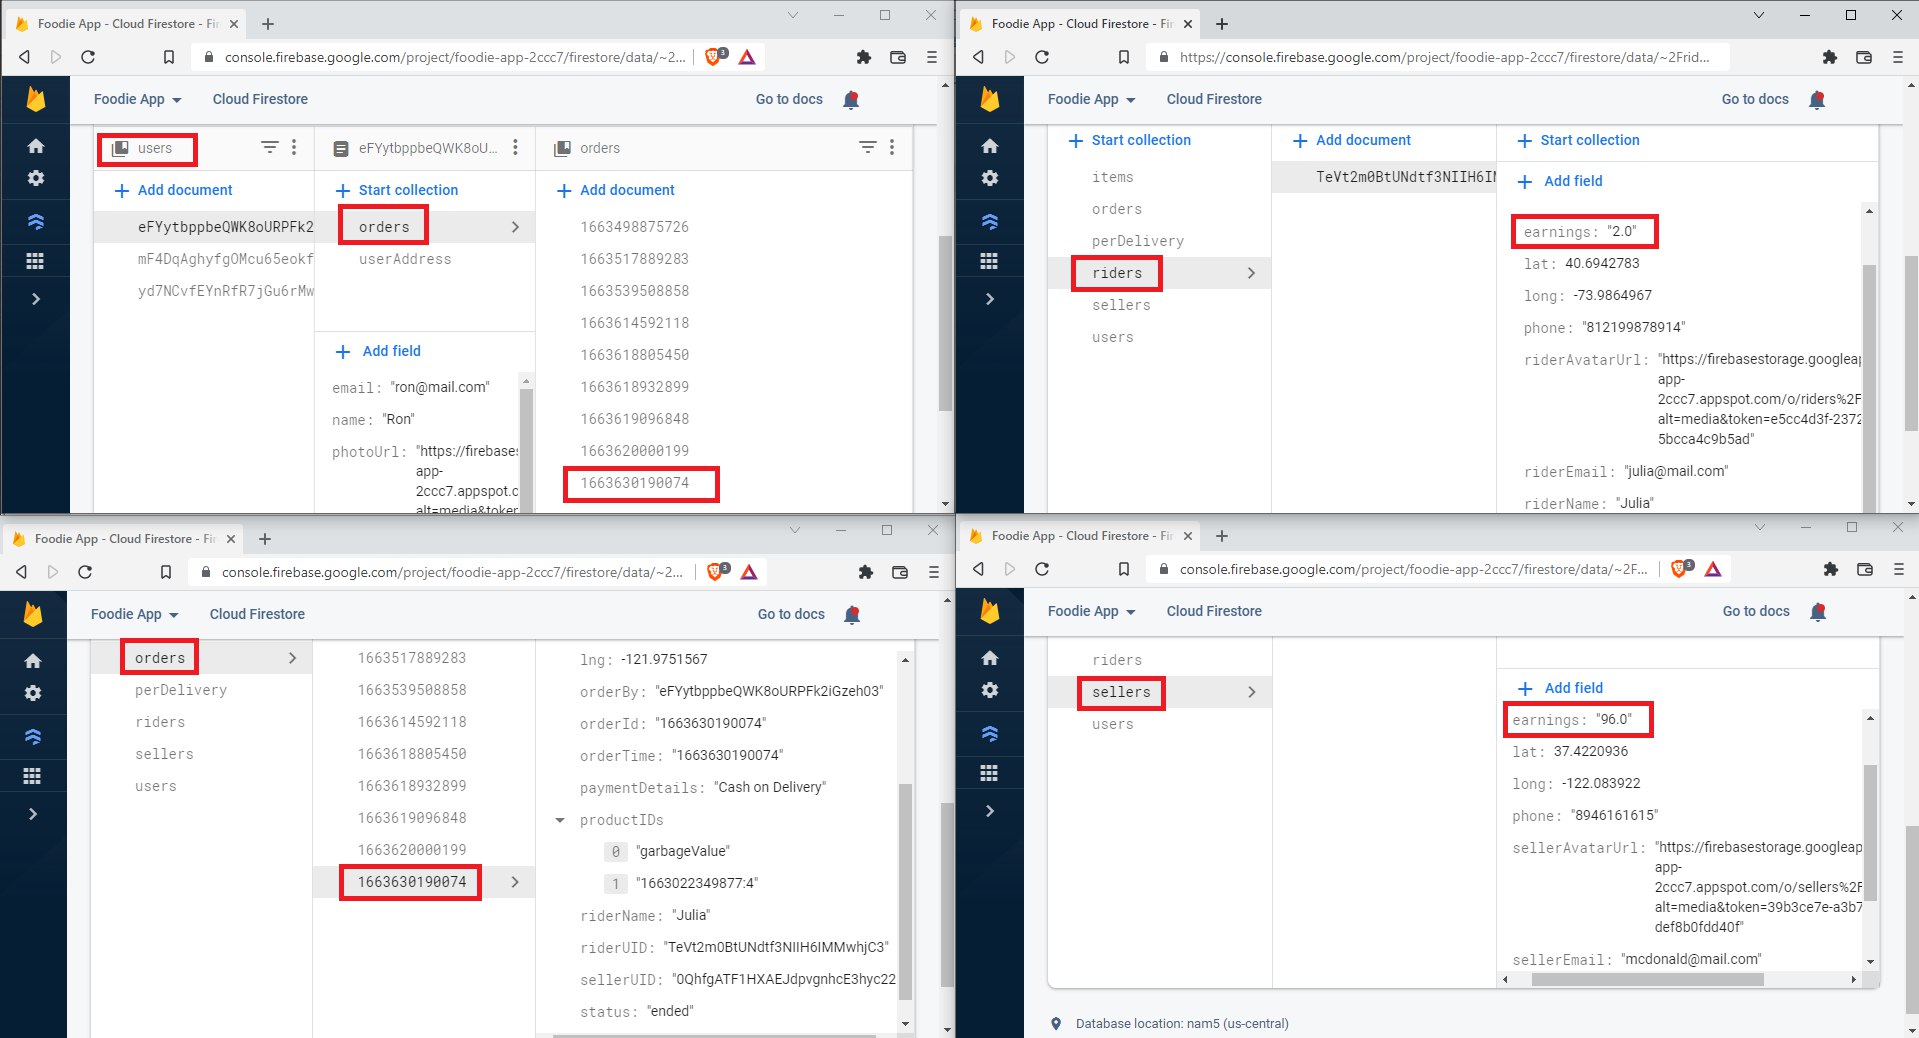 Foodie App - Cloud Firestore - Fir
console.firebase.google.com/project/foodie-app-2ccc7/firestore/data/~2...
3
Foodie App
Cloud Firestore
Go to docs
users
eFYytbppbeQWK8oU...
orders
Add document
Start collection
Add document
eFYytbppbeQWK8oURPFk2
orders
1663498875726
mF4DqAghyfgOMcu65eokf
userAddress
1663517889283
yd7NCvfEYnRfR7jGu6rMw
1663539508858
1663614592118
Add field
1663618805450
email: "ron@mail.com"
1663618932899
name: "Ron"
1663619096848
photoUrl: "https://firebases
1663620000199
app-
2ccc7.appspot.c
1663630190074
alt=media&token
Foodie App - Cloud Firestore - Fir
https://console.firebase.google.com/project/foodie-app-2ccc7/firestore/data/~2Frid...
Foodie App
Cloud Firestore
Go to docs
Start collection
Add document
Start collection
items
TeVt2m0BtUNdtf3NIIH6IM
Add field
orders
perDelivery
earnings: "2.0"
riders
lat: 40.6942783
sellers
long: -73.9864967
users
phone: "812199878914"
riderAvatarUrl: "https://firebasestorage.googleap
app-
2ccc7.appspot.com/o/riders%2F
alt=media&token=e5cc4d3f-2372
5bcca4c9b5ad"
riderEmail: "julia@mail.com"
riderName: "Julia"
Foodie App - Cloud Firestore - Fir
console.firebase.google.com/project/foodie-app-2ccc7/firestore/data/~2...
3
Foodie App
Cloud Firestore
Go to docs
orders
1663517889283
lng: -121.9751567
perDelivery
1663539508858
orderBy: "eFYytbppbeQWK8oURPFk2iGzeh03"
riders
1663614592118
orderId: "1663630190074"
sellers
1663618805450
orderTime: "1663630190074"
users
1663618932899
paymentDetails: "Cash on Delivery"
1663619096848
productIDs
1663620000199
0 "garbageValue"
1663630190074
1 "1663022349877:4"
riderName: "Julia"
riderUID: "TeVt2m0BtUNdtf3NIIH6IMMwhjC3"
sellerUID: "0QhfgATF1HXAEJdpvgnhcE3hyc22
status: "ended"
Foodie App - Cloud Firestore - Fir
console.firebase.google.com/project/foodie-app-2ccc7/firestore/data/~2F...
3
Foodie App
Cloud Firestore
Go to docs
riders
sellers
Add field
users
earnings: "96.0"
lat: 37.4220936
long: -122.083922
phone: "8946161615"
sellerAvatarUrl: "https://firebasestorage.googleap
app-
2ccc7.appspot.com/o/sellers%2F
alt=media&token=39b3ce7e-a3b7
def8b0fdd40f"
sellerEmail: "mcdonald@mail.com"
Database location: nam5 (us-central)